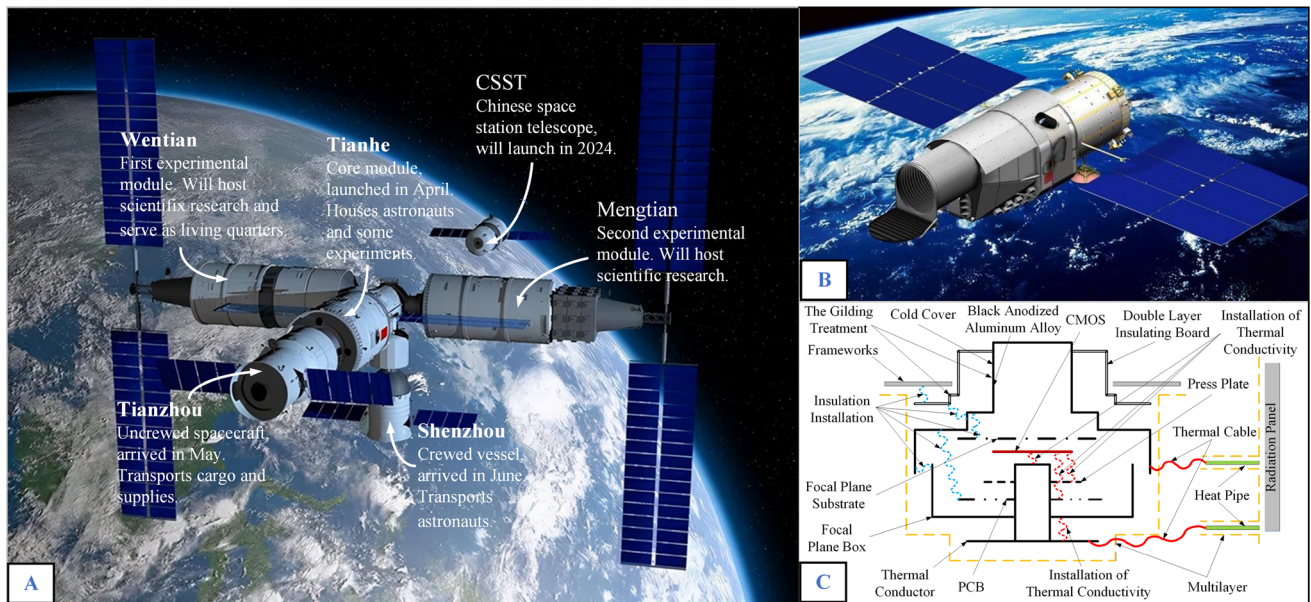 CSST
Chinese space
station telescope,
will launch in 2024.
Wentian
First experimental
module. Will host
scientifix research and
serve as living quarters.
Tianhe
Core module,
launched in April.
Houses astronauts
and some
experiments.
Mengtian
Second experimental
module. Will host
scientific research.
Tianzhou
Uncrewed spacecraft,
arrived in May.
Transports cargo and
supplies.
Shenzhou
Crewed vessel,
arrived in June.
Transports
astronauts.
A
B
The Gilding
Treatment
Cold Cover
Black Anodized
Aluminum Alloy
CMOS
Double Layer
Insulating Board
Installation of
Thermal
Conductivity
Frameworks
Press Plate
Insulation
Installation
Thermal Cable
Radiation Panel
Focal Plane
Substrate
Heat Pipe
Focal
Plane Box
Thermal
Conductor
PCB
Installation of
Thermal Conductivity
Multilayer
C